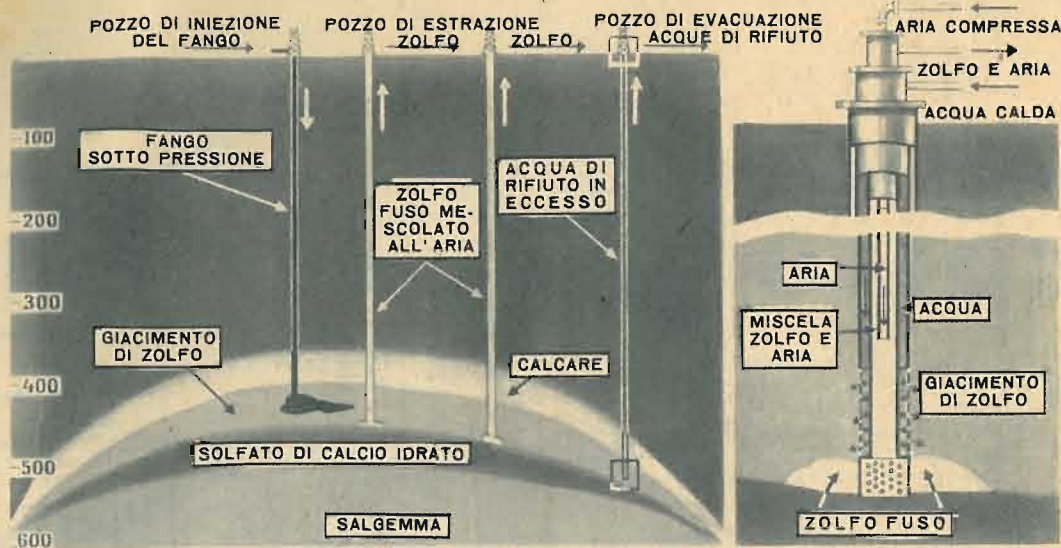 POZZO DI INIEZIONE
DEL FANGO
POZZO DI ESTRAZIONE
ZOLFO
ZOLFO
POZZO DI EVACUAZIONE
ACQUE DI RIFIUTO
-100
-200
-300
-400
-500
-600
FANGO
SOTTO PRESSIONE
ZOLFO
FUSO ME-
SCOLATO
ALL'ARIA
ACQUA DI
RIFIUTO IN
ECCESSO
GIACIMENTO
DI ZOLFO
CALCARE
SOLFATO DI CALCIO IDRATO
SALGEMMA
ARIA COMPRESSA
ZOLFO E ARIA
ACQUA CALDA
ARIA
ACQUA
MISCELA
ZOLFO E
ARIA
GIACIMENTO
DI ZOLFO
ZOLFO FUSO